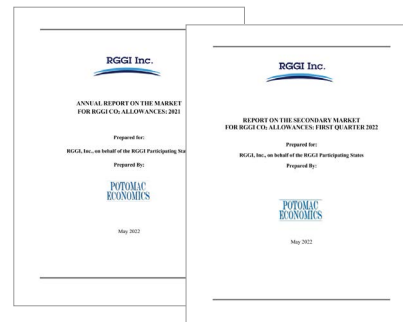 RGGI Inc.
ANNUAL REPORT ON THE MARKET
FOR RGGI CO₂ ALLOWANCES: 2021
Prepared for:
RGGI, Inc., on behalf of the RGGI Participating Sta
Prepared By:
POTOMAC
ECONOMICS
May 2022
RGGI Inc.
REPORT ON THE SECONDARY MARKET
FOR RGGI CO₂ ALLOWANCES: FIRST QUARTER 2022
Prepared for:
RGGI, Inc., on behalf of the RGGI Participating States
Prepared By:
POTOMAC
ECONOMICS
May 2022